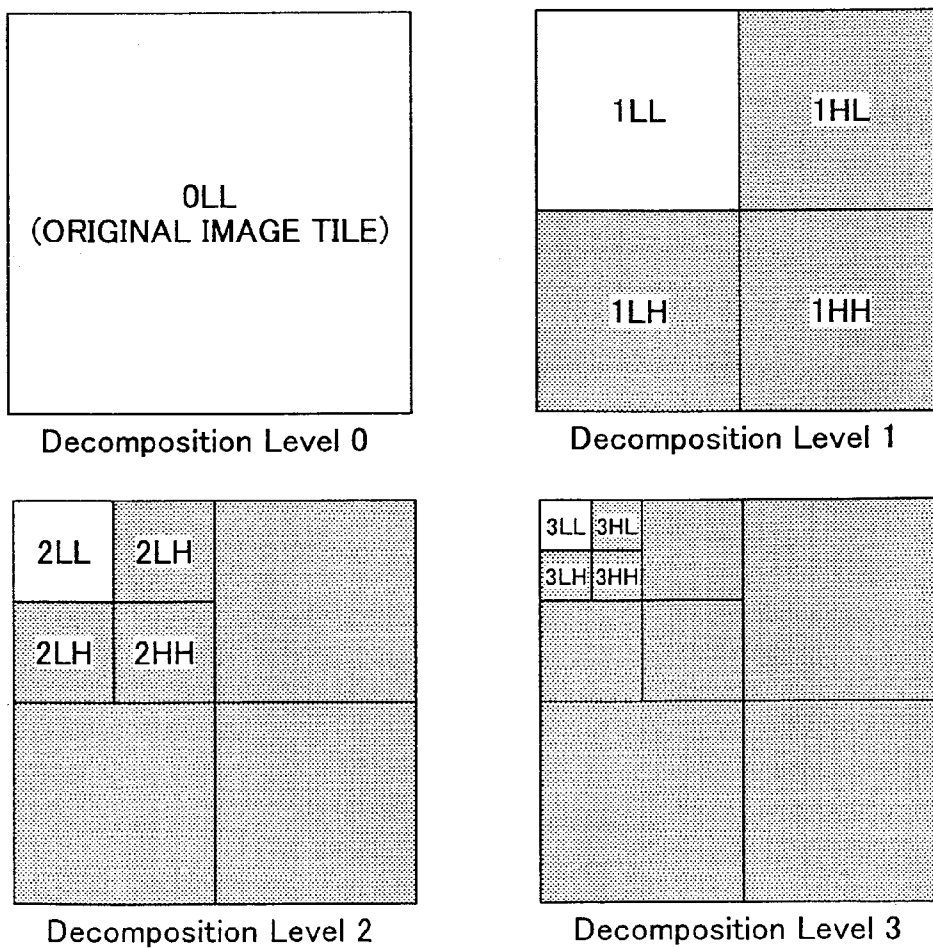 0LL
(ORIGINAL IMAGE TILE)
Decomposition Level 0
1LL 1HL
1LH 1HH
Decomposition Level 1
2LL 2LH
2LH 2HH
Decomposition Level 2
3LL 3HL
3LH 3HH
Decomposition Level 3